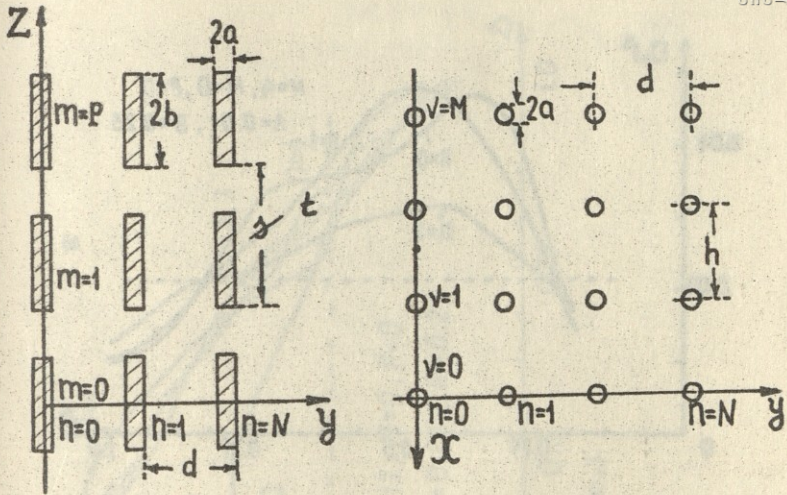 Z
2a
m=P
2b
t
m=1
m=0
n=0
n=1
n=N
y
d
d
ν=M
2a
h
ν=1
ν=0
n=0
n=1
n=N
y
x